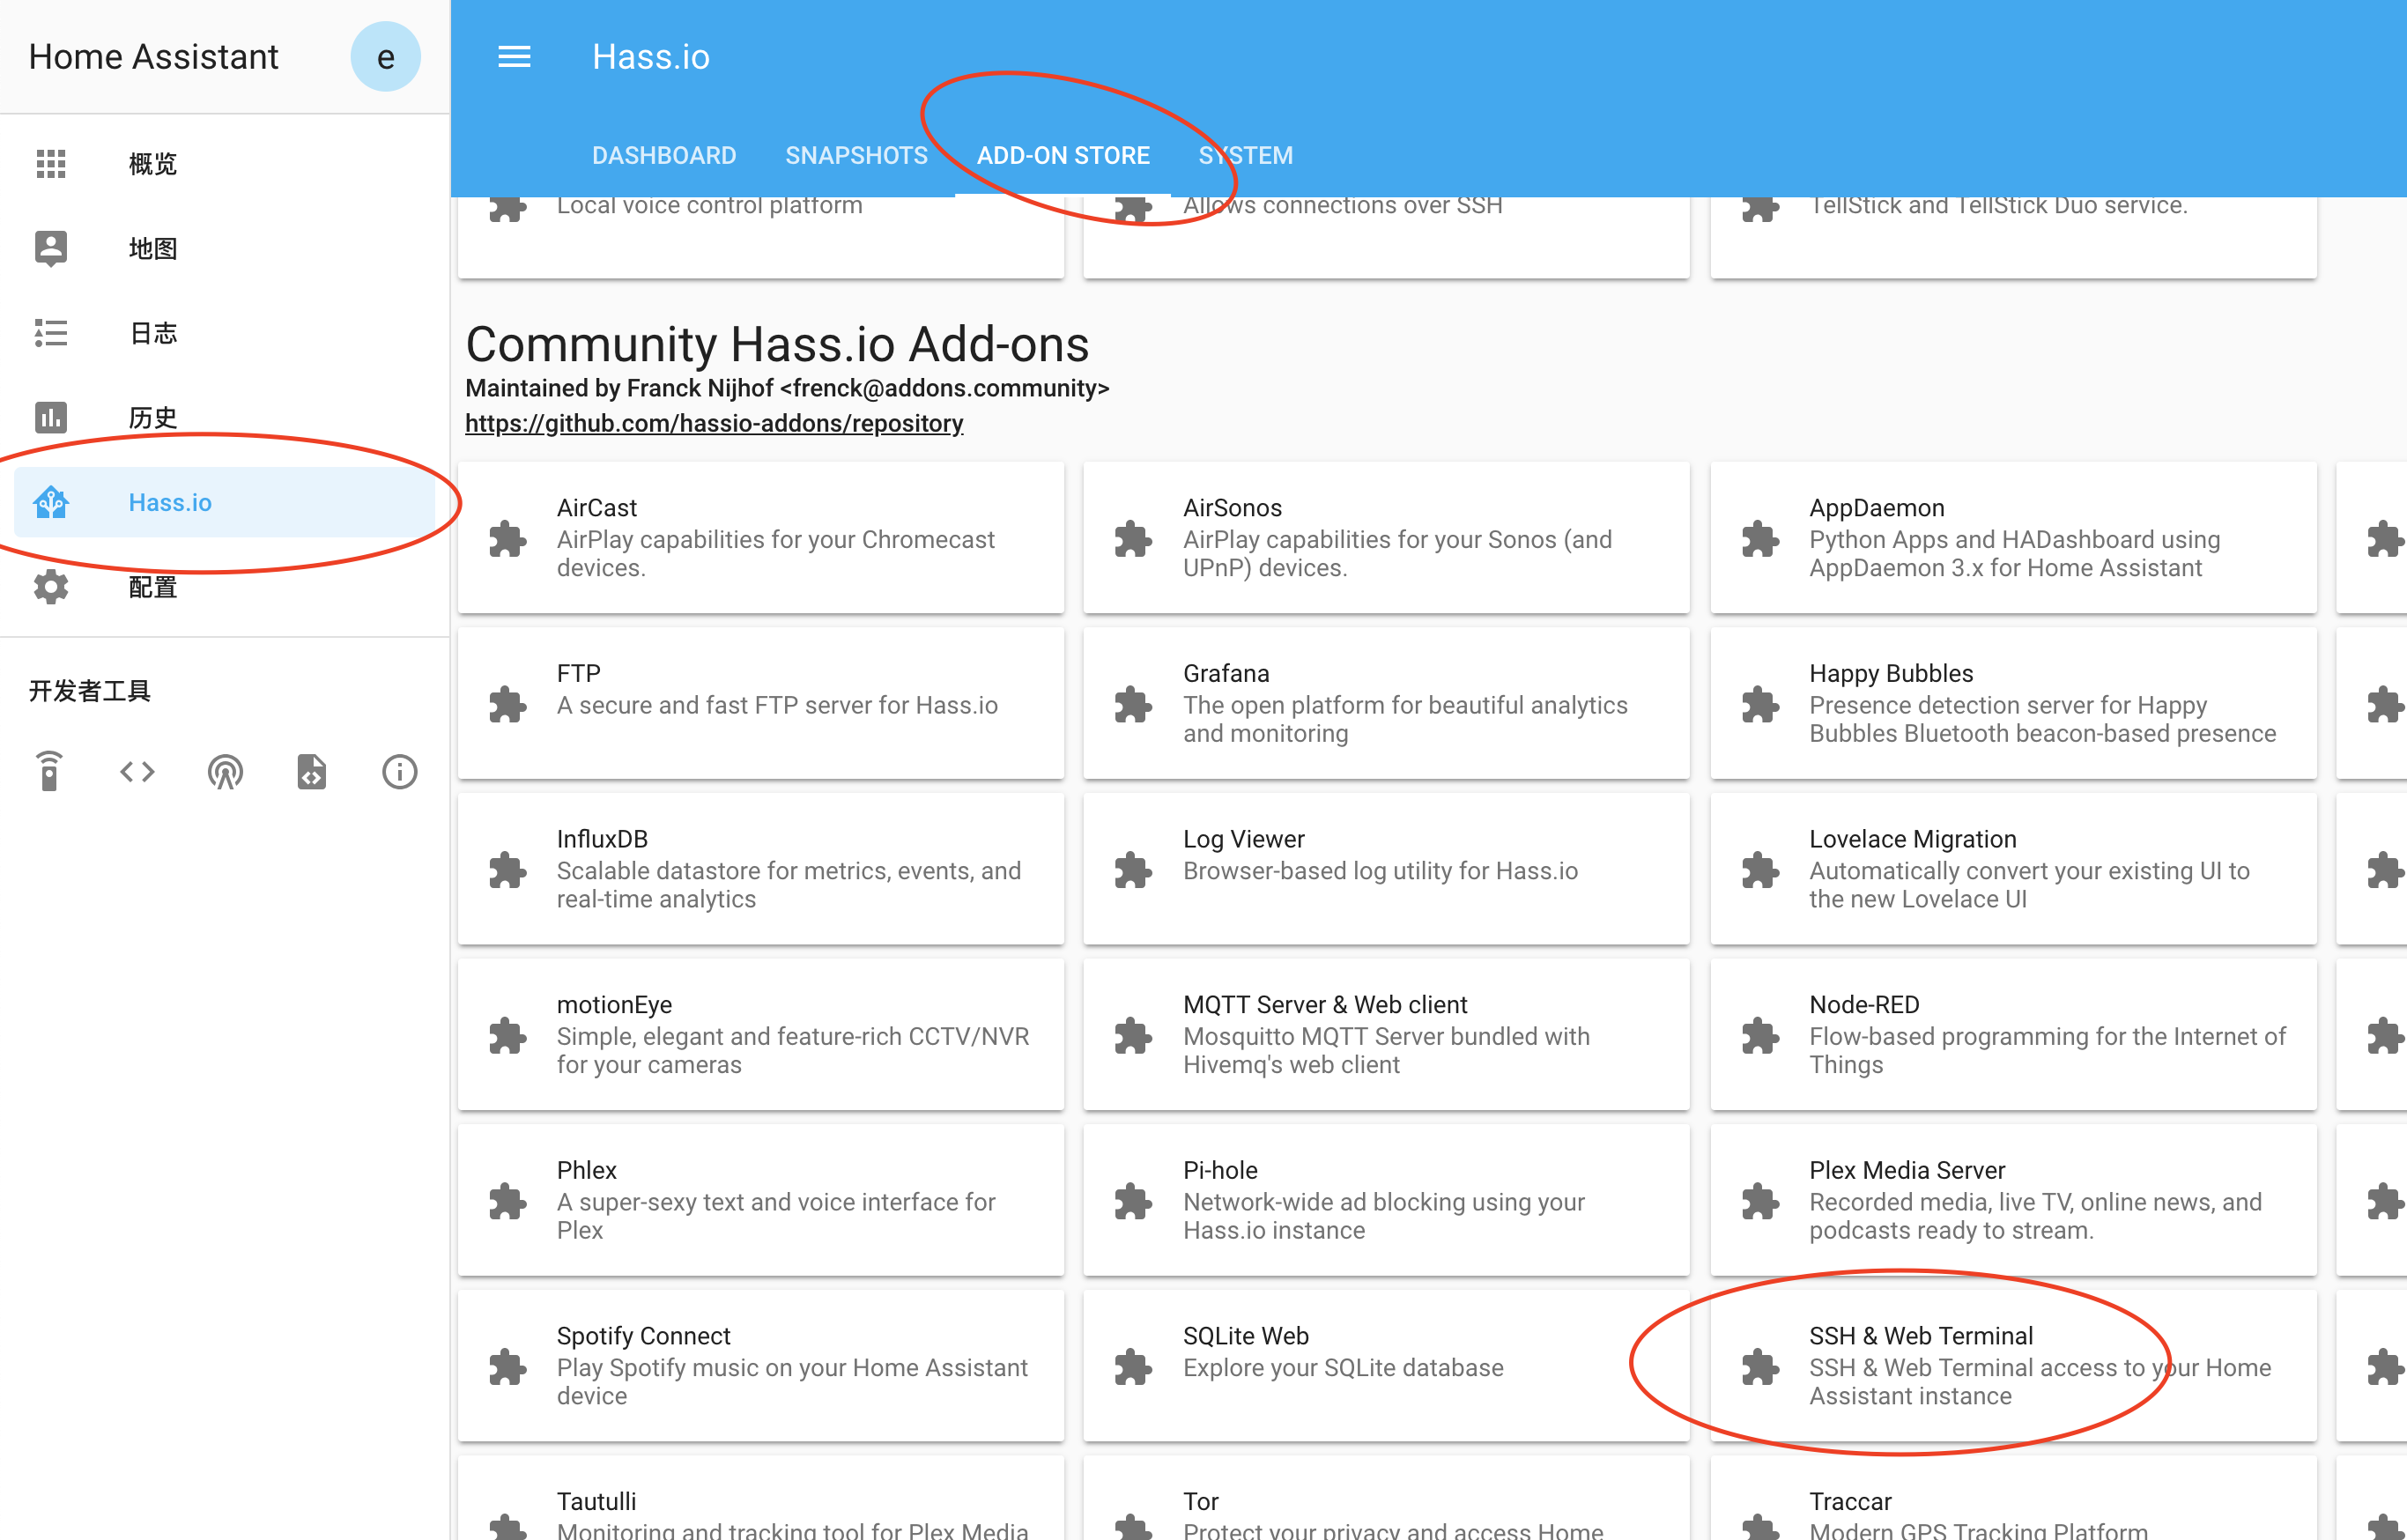 Home Assistant
e
概览
地图
日志
历史
Hass.io
配置
开发者工具
Hass.io
DASHBOARD
SNAPSHOTS
ADD-ON STORE
SYSTEM
Local voice control platform
Allows connections over SSH
TellStick and TellStick Duo service.
Community Hass.io Add-ons
Maintained by Franck Nijhof <frenck@addons.community>
https://github.com/hassio-addons/repository
AirCast
AirPlay capabilities for your Chromecast
devices.
AirSonos
AirPlay capabilities for your Sonos (and
UPnP) devices.
AppDaemon
Python Apps and HADashboard using
AppDaemon 3.x for Home Assistant
FTP
A secure and fast FTP server for Hass.io
Grafana
The open platform for beautiful analytics
and monitoring
Happy Bubbles
Presence detection server for Happy
Bubbles Bluetooth beacon-based presence
InfluxDB
Scalable datastore for metrics, events, and
real-time analytics
Log Viewer
Browser-based log utility for Hass.io
Lovelace Migration
Automatically convert your existing UI to
the new Lovelace UI
motionEye
Simple, elegant and feature-rich CCTV/NVR
for your cameras
MQTT Server & Web client
Mosquitto MQTT Server bundled with
Hivemq's web client
Node-RED
Flow-based programming for the Internet of
Things
Phlex
A super-sexy text and voice interface for
Plex
Pi-hole
Network-wide ad blocking using your
Hass.io instance
Plex Media Server
Recorded media, live TV, online news, and
podcasts ready to stream.
Spotify Connect
Play Spotify music on your Home Assistant
device
SQLite Web
Explore your SQLite database
SSH & Web Terminal
SSH & Web Terminal access to your Home
Assistant instance
Tautulli
Monitoring and tracking tool for Plex Media
Tor
Protect your privacy and access Home
Traccar
Modern GPS Tracking Platform